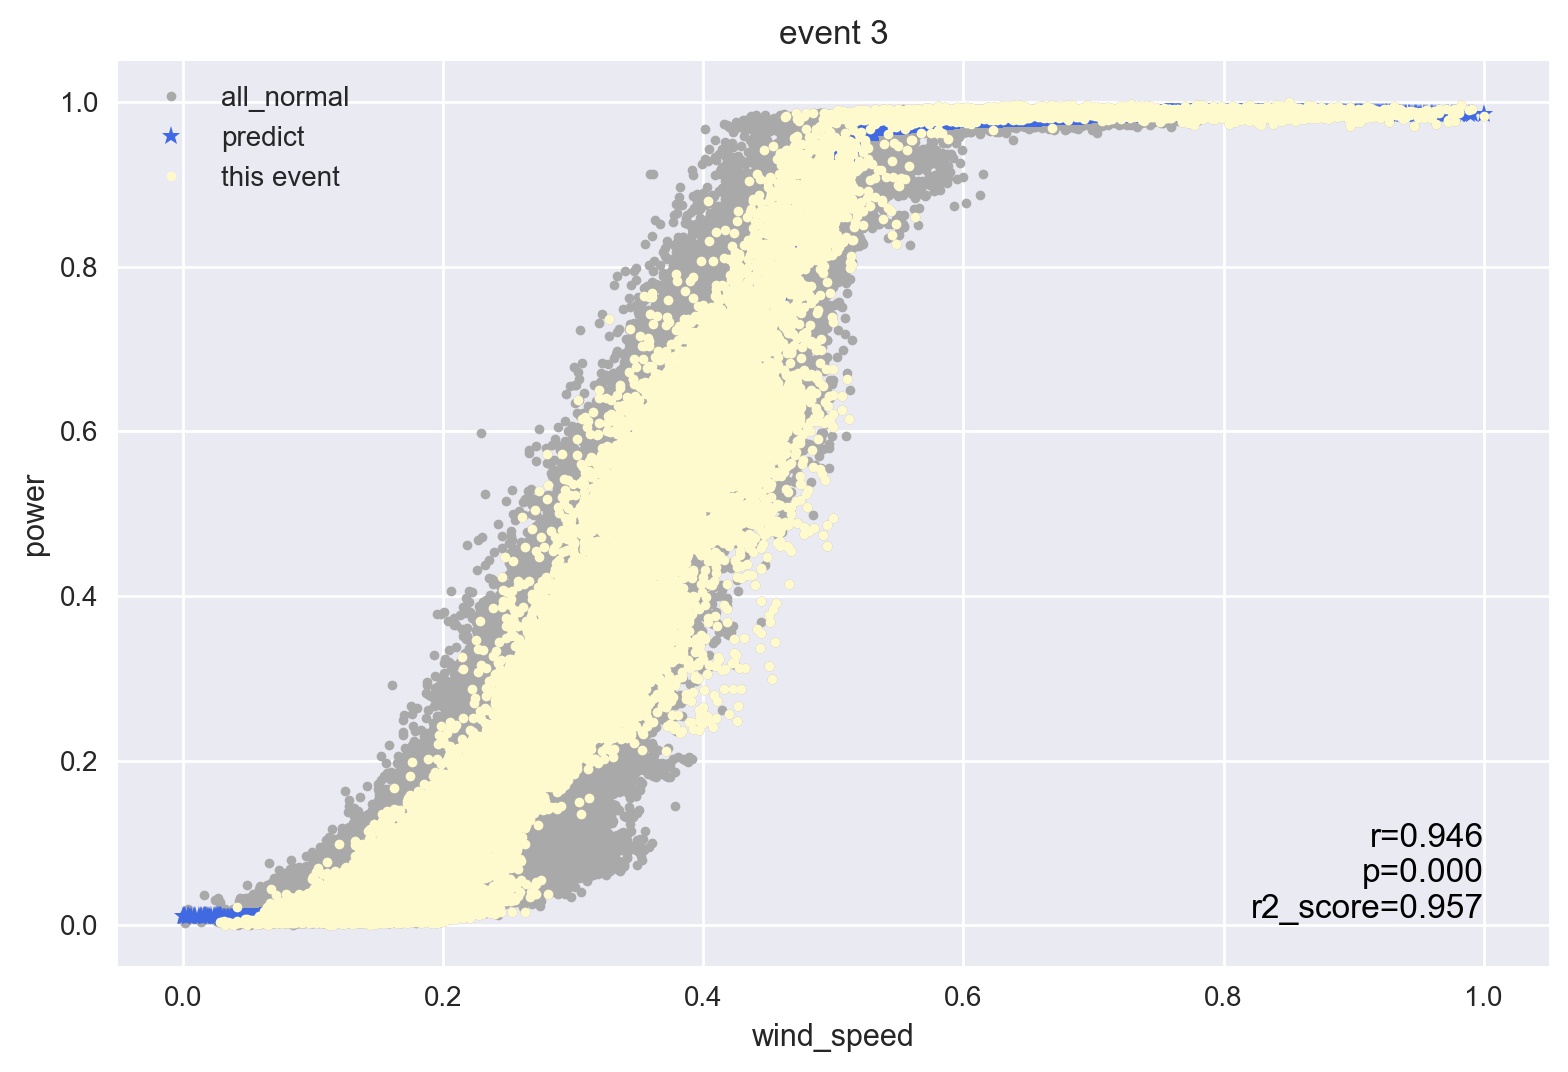 event 3
all_normal
predict
this event
1.0
0.8
0.6
0.4
0.2
0.0
power
r=0.946
p=0.000
r2_score=0.957
0.0 0.2 0.4 0.6 0.8 1.0
wind_speed